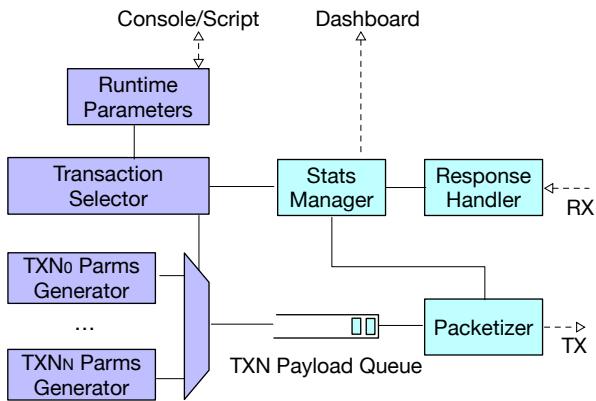 Console/Script
Dashboard
Runtime
Parameters
Transaction
Selector
Stats
Manager
Response
Handler
RX
TXN0 Parms
Generator
...
TXNN Parms
Generator
TXN Payload Queue
Packetizer
TX